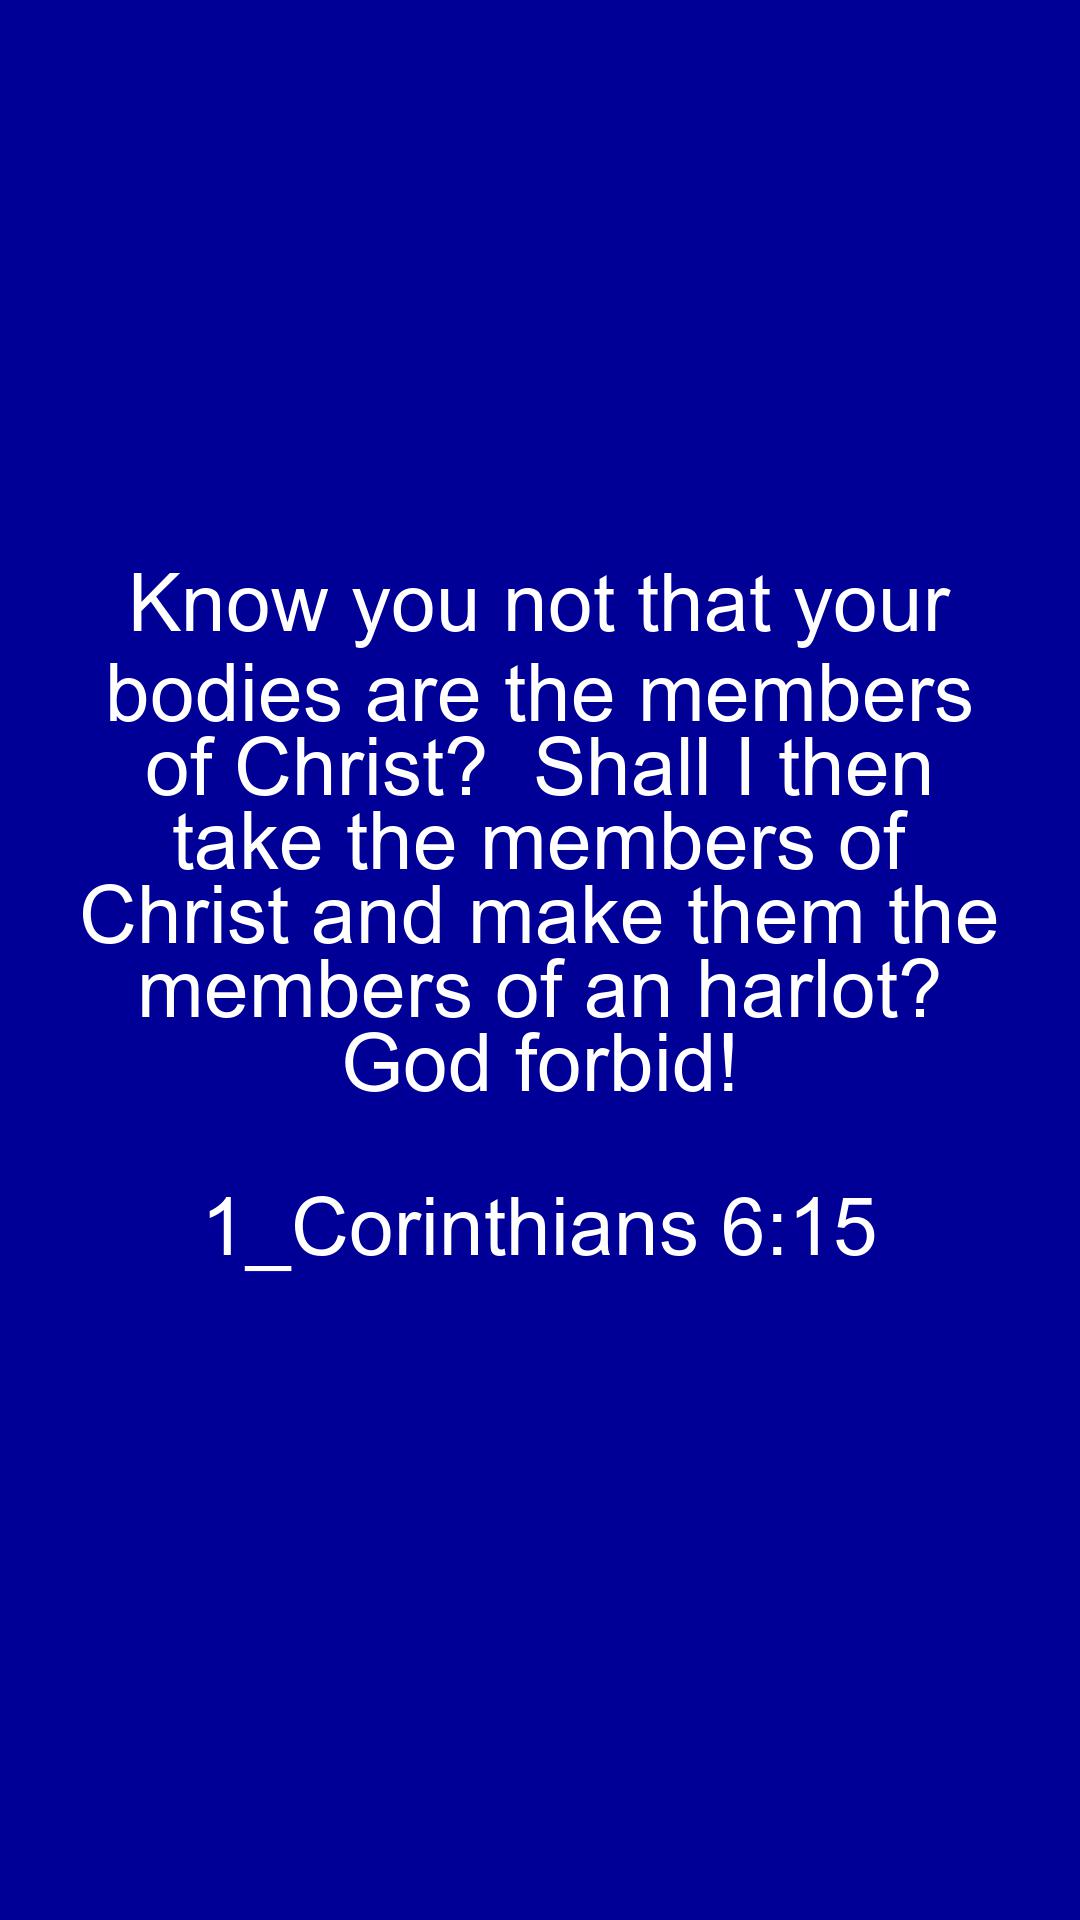 Know you not that your
bodies are the members
of Christ?  Shall I then
take the members of
Christ and make them the
members of an harlot?
God forbid!
1_Corinthians 6:15